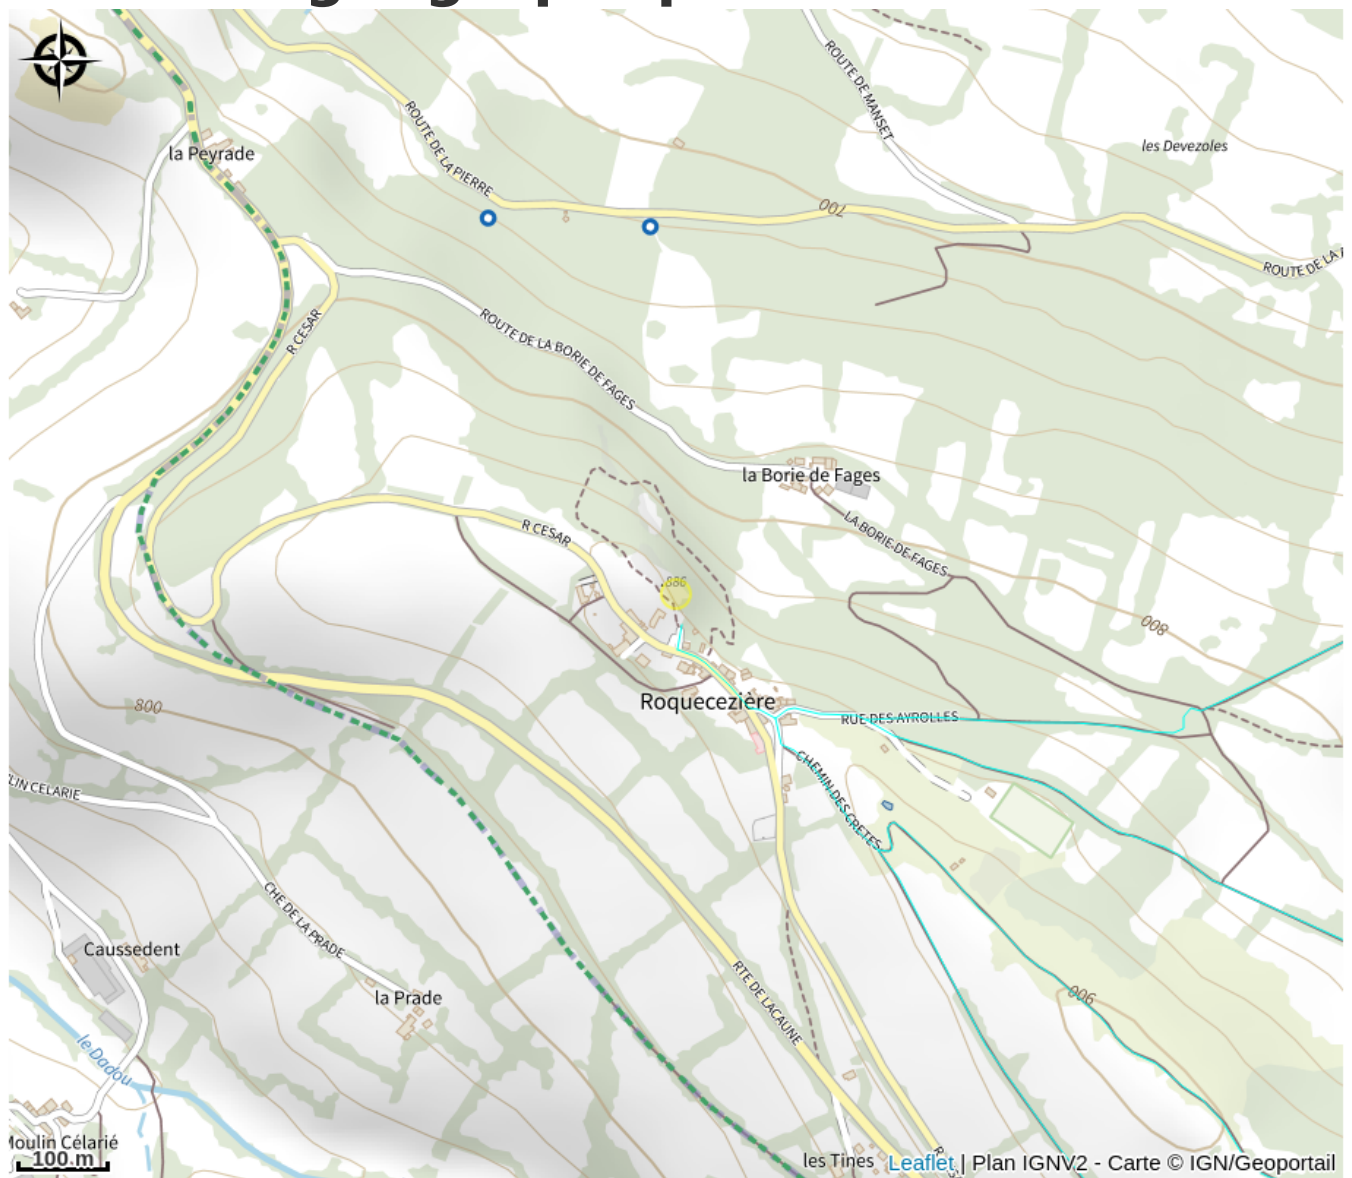 ROUTE DE MANSET
les Devezoles
la Peyrade
ROUTE DE LA PIERRE
700
ROUTE DE LA
R CESAR
ROUTE DE LA BORIE DE FAGES
la Borie de Fages
R CESAR
LA BORIE DE FAGES
886
800
Roquecezière
800
RUE DES AYROLLES
CHEMIN DES CRETES
LIN CELARIE
CHE DE LA PRADE
Caussedent
RTE DE LACAUNE
la Prade
900
le Dadou
Moulin Célarié
100 m
les Tines
Leaflet | Plan IGNV2 - Carte © IGN/Geoportail